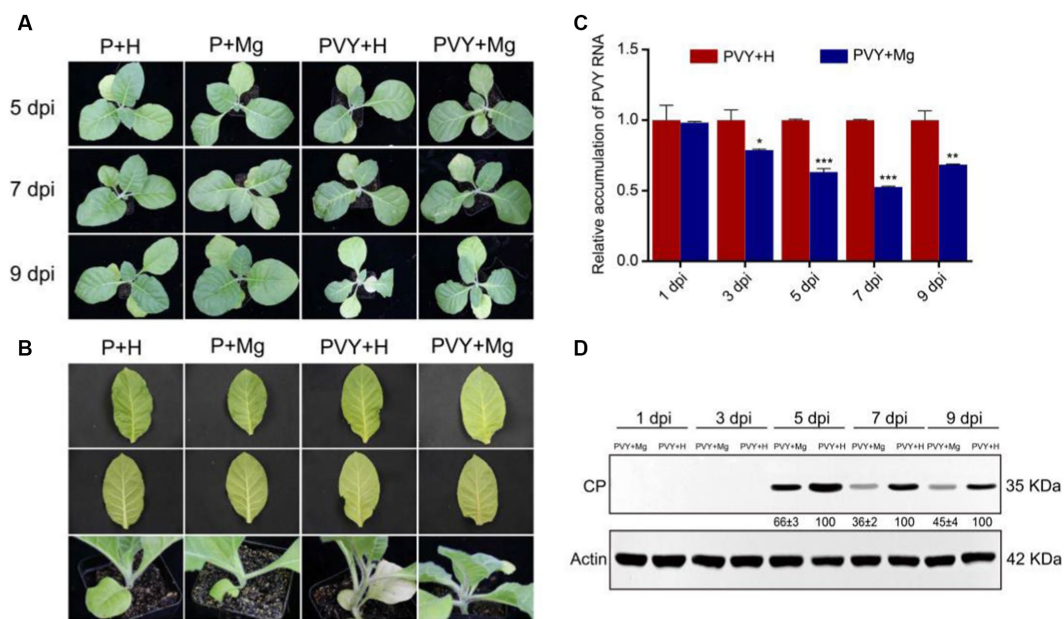 A
P+H P+Mg PVY+H PVY+Mg
5 dpi
7 dpi
9 dpi
B
P+H P+Mg PVY+H PVY+Mg
C
Relative accumulation of PVY RNA
PVY+H PVY+Mg
1.5
1.0
0.5
0.0
* *** *** **
1 dpi 3 dpi 5 dpi 7 dpi 9 dpi
D
1 dpi 3 dpi 5 dpi 7 dpi 9 dpi
PVY+Mg PVY+H PVY+Mg PVY+H PVY+Mg PVY+H PVY+Mg PVY+H PVY+Mg PVY+H
CP 35 KDa
66±3 100 36±2 100 45±4 100
Actin 42 KDa